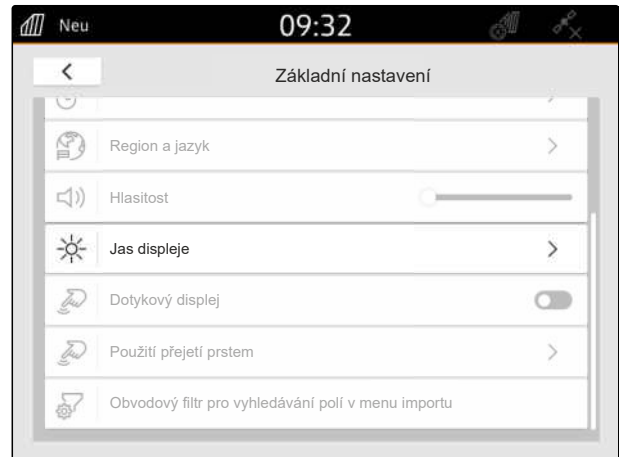 Neu 09:32
Základní nastavení
Region a jazyk
Hlasitost
Jas displeje
Dotykový displej
Použití přejetí prstem
Obvodový filtr pro vyhledávání polí v menu importu